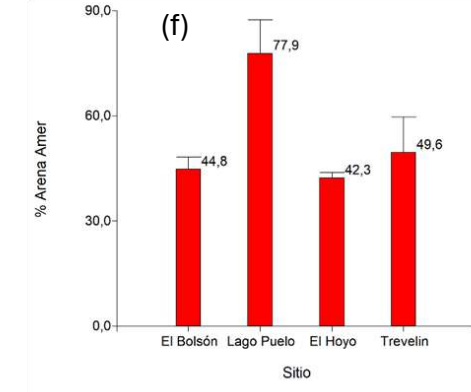 (f)
90,0
60,0
30,0
0,0
% Arena Amer
44,8
77,9
42,3
49,6
El Bolsón Lago Puelo El Hoyo Trevelin
Sitio